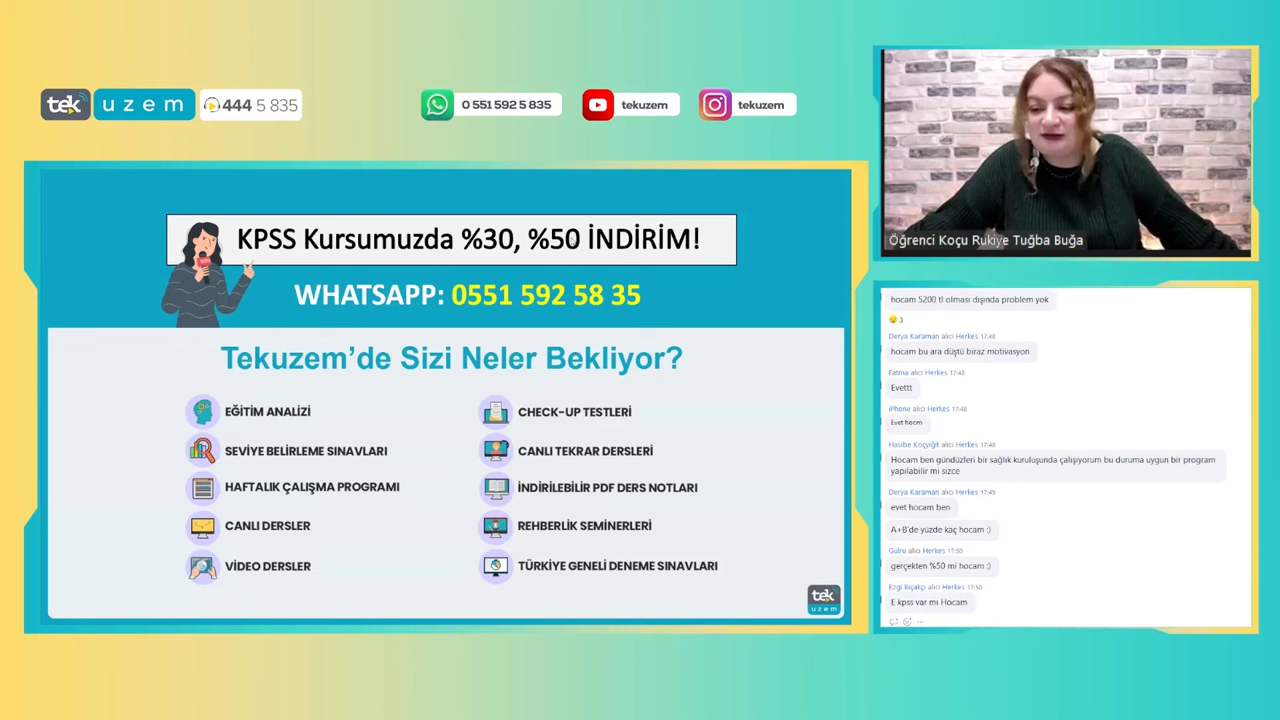 tek uzem 444 5 835
0 551 592 5 835
tekuzem
tekuzem
KPSS Kursumuzda %30, %50 İNDİRİM!
WHATSAPP: 0551 592 58 35
Tekuzem’de Sizi Neler Bekliyor?
EĞİTİM ANALİZİ
SEVİYE BELİRLEME SINAVLARI
HAFTALIK ÇALIŞMA PROGRAMI
CANLI DERSLER
VİDEO DERSLER
CHECK-UP TESTLERİ
CANLI TEKRAR DERSLERİ
İNDİRİLEBİLİR PDF DERS NOTLARI
REHBERLİK SEMİNERLERİ
TÜRKİYE GENELİ DENEME SINAVLARI
tek
uzem
Öğrenci Koçu Rukiye Tuğba Buğa
hocam 5200 tl olması dışında problem yok
3
Derya Karaman alıcı Herkes 17:48
hocam bu ara düştü biraz motivasyon
Fatma alıcı Herkes 17:48
Evettt
iPhone alıcı Herkes 17:48
Evet hocm
Hasibe Koçyiğit alıcı Herkes 17:48
Hocam ben gündüzleri bir sağlık kuruluşunda çalışıyorum bu duruma uygun bir program
yapılabilir mi sizce
Derya Karaman alıcı Herkes 17:49
evet hocam ben
A+B'de yüzde kaç hocam :)
Gülru alıcı Herkes 17:50
gerçekten %50 mi hocam :)
Ezgi Bıçakçı alıcı Herkes 17:50
E kpss var mı Hocam